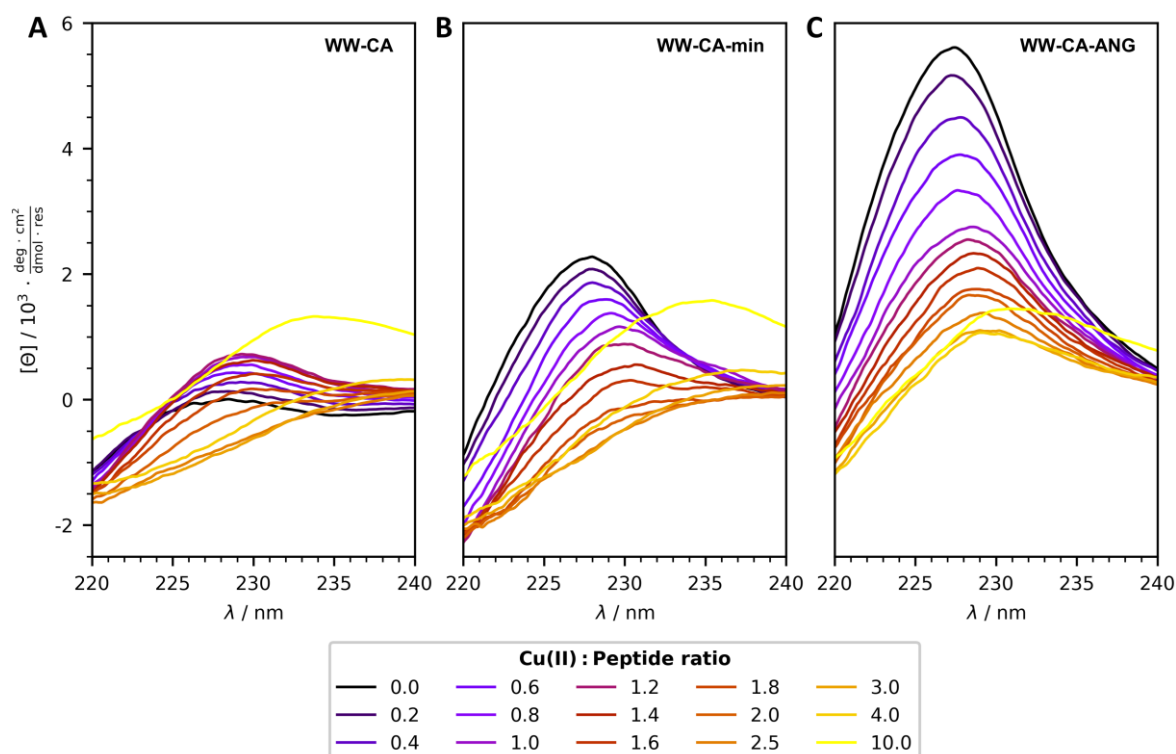 A
WW-CA
B
WW-CA-min
C
WW-CA-ANG
6
4
2
0
-2
[Θ] / 10³ · deg · cm² / dmol · res
220 225 230 235 240
220 225 230 235 240
220 225 230 235 240
λ / nm
λ / nm
λ / nm
Cu(II) : Peptide ratio
0.0 0.6 1.2 1.8 3.0
0.2 0.8 1.4 2.0 4.0
0.4 1.0 1.6 2.5 10.0